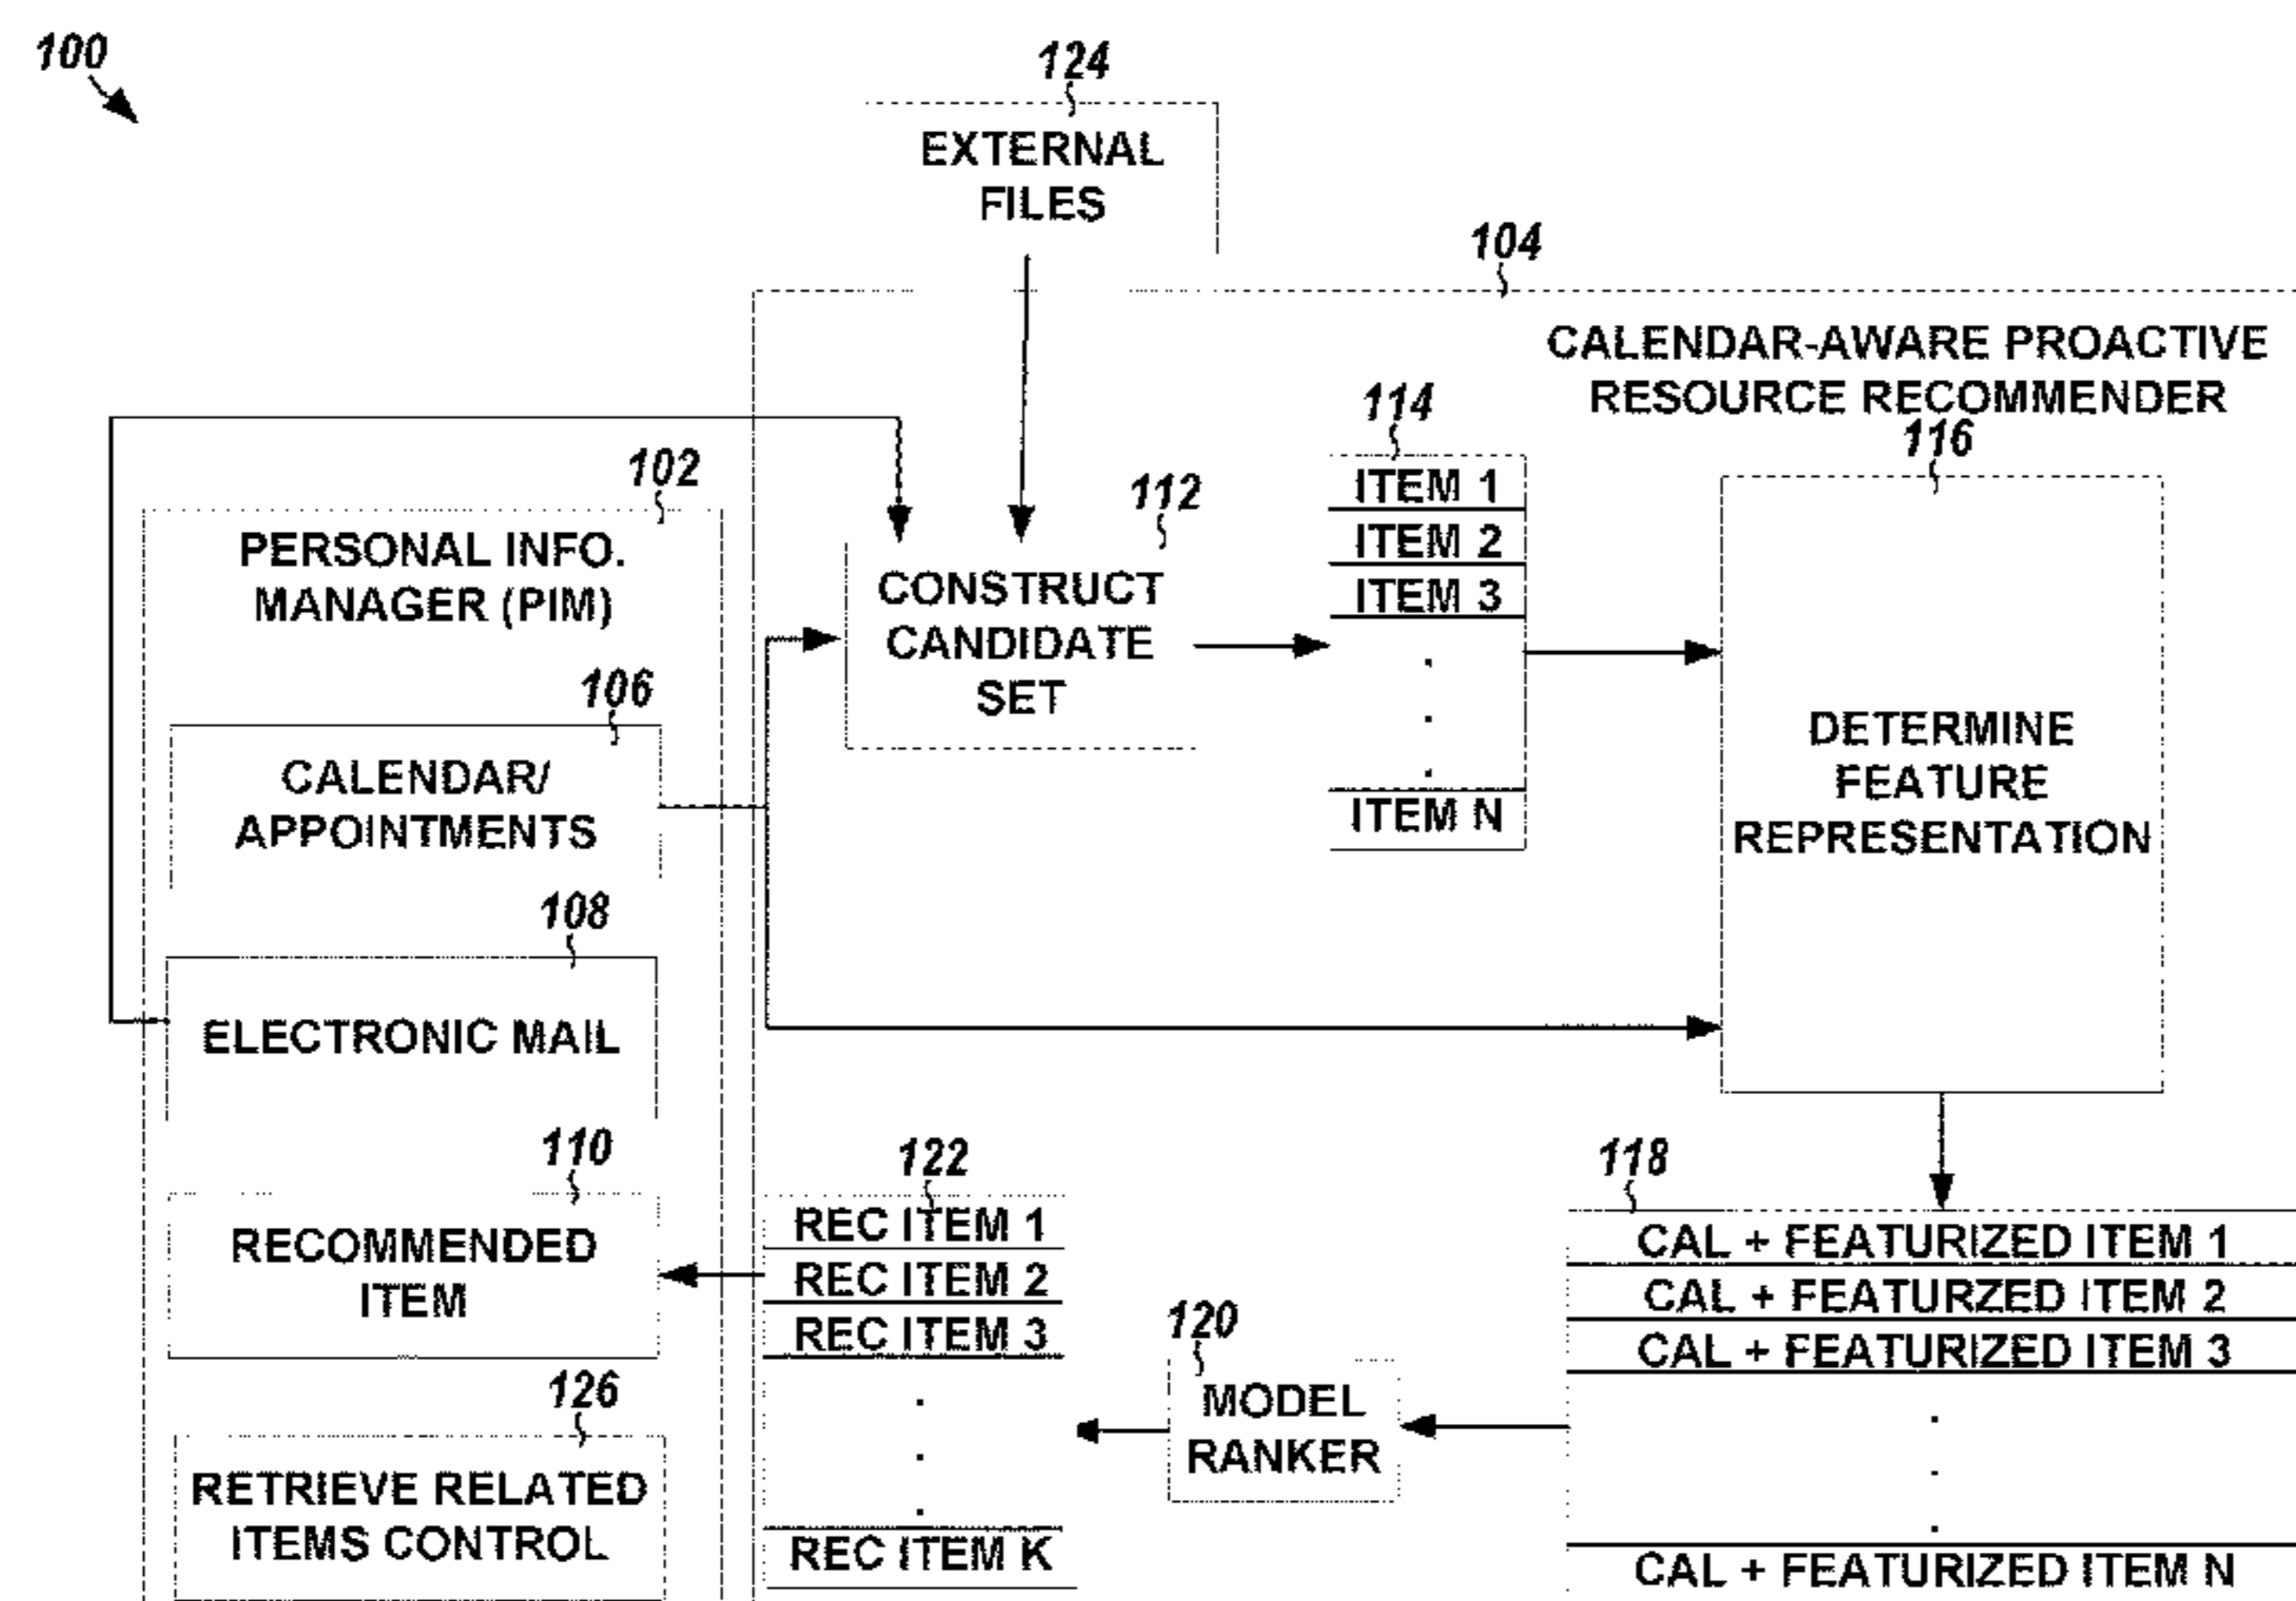 100
124
EXTERNAL
FILES
104
CALENDAR-AWARE PROACTIVE
RESOURCE RECOMMENDER
102
PERSONAL INFO.
MANAGER (PIM)
112
CONSTRUCT
CANDIDATE
SET
114
ITEM 1
ITEM 2
ITEM 3
.
.
.
ITEM N
116
DETERMINE
FEATURE
REPRESENTATION
106
CALENDAR/
APPOINTMENTS
108
ELECTRONIC MAIL
110
RECOMMENDED
ITEM
126
RETRIEVE RELATED
ITEMS CONTROL
122
REC ITEM 1
REC ITEM 2
REC ITEM 3
.
.
.
REC ITEM K
120
MODEL
RANKER
118
CAL + FEATURIZED ITEM 1
CAL + FEATURZED ITEM 2
CAL + FEATURIZED ITEM 3
.
.
.
CAL + FEATURIZED ITEM N